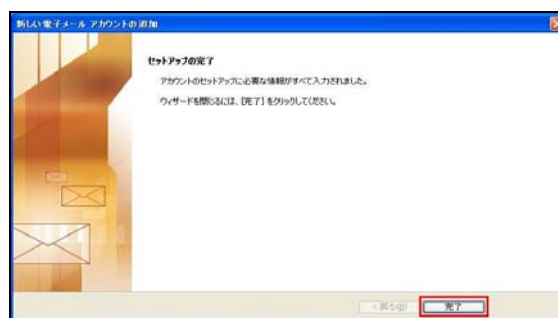 新しい電子メール アカウントの追加
セットアップの完了
アカウントのセットアップに必要な情報がすべて入力されました。
ウィザードを閉じるには、[完了] をクリックしてください。
< 戻る(B)
完了